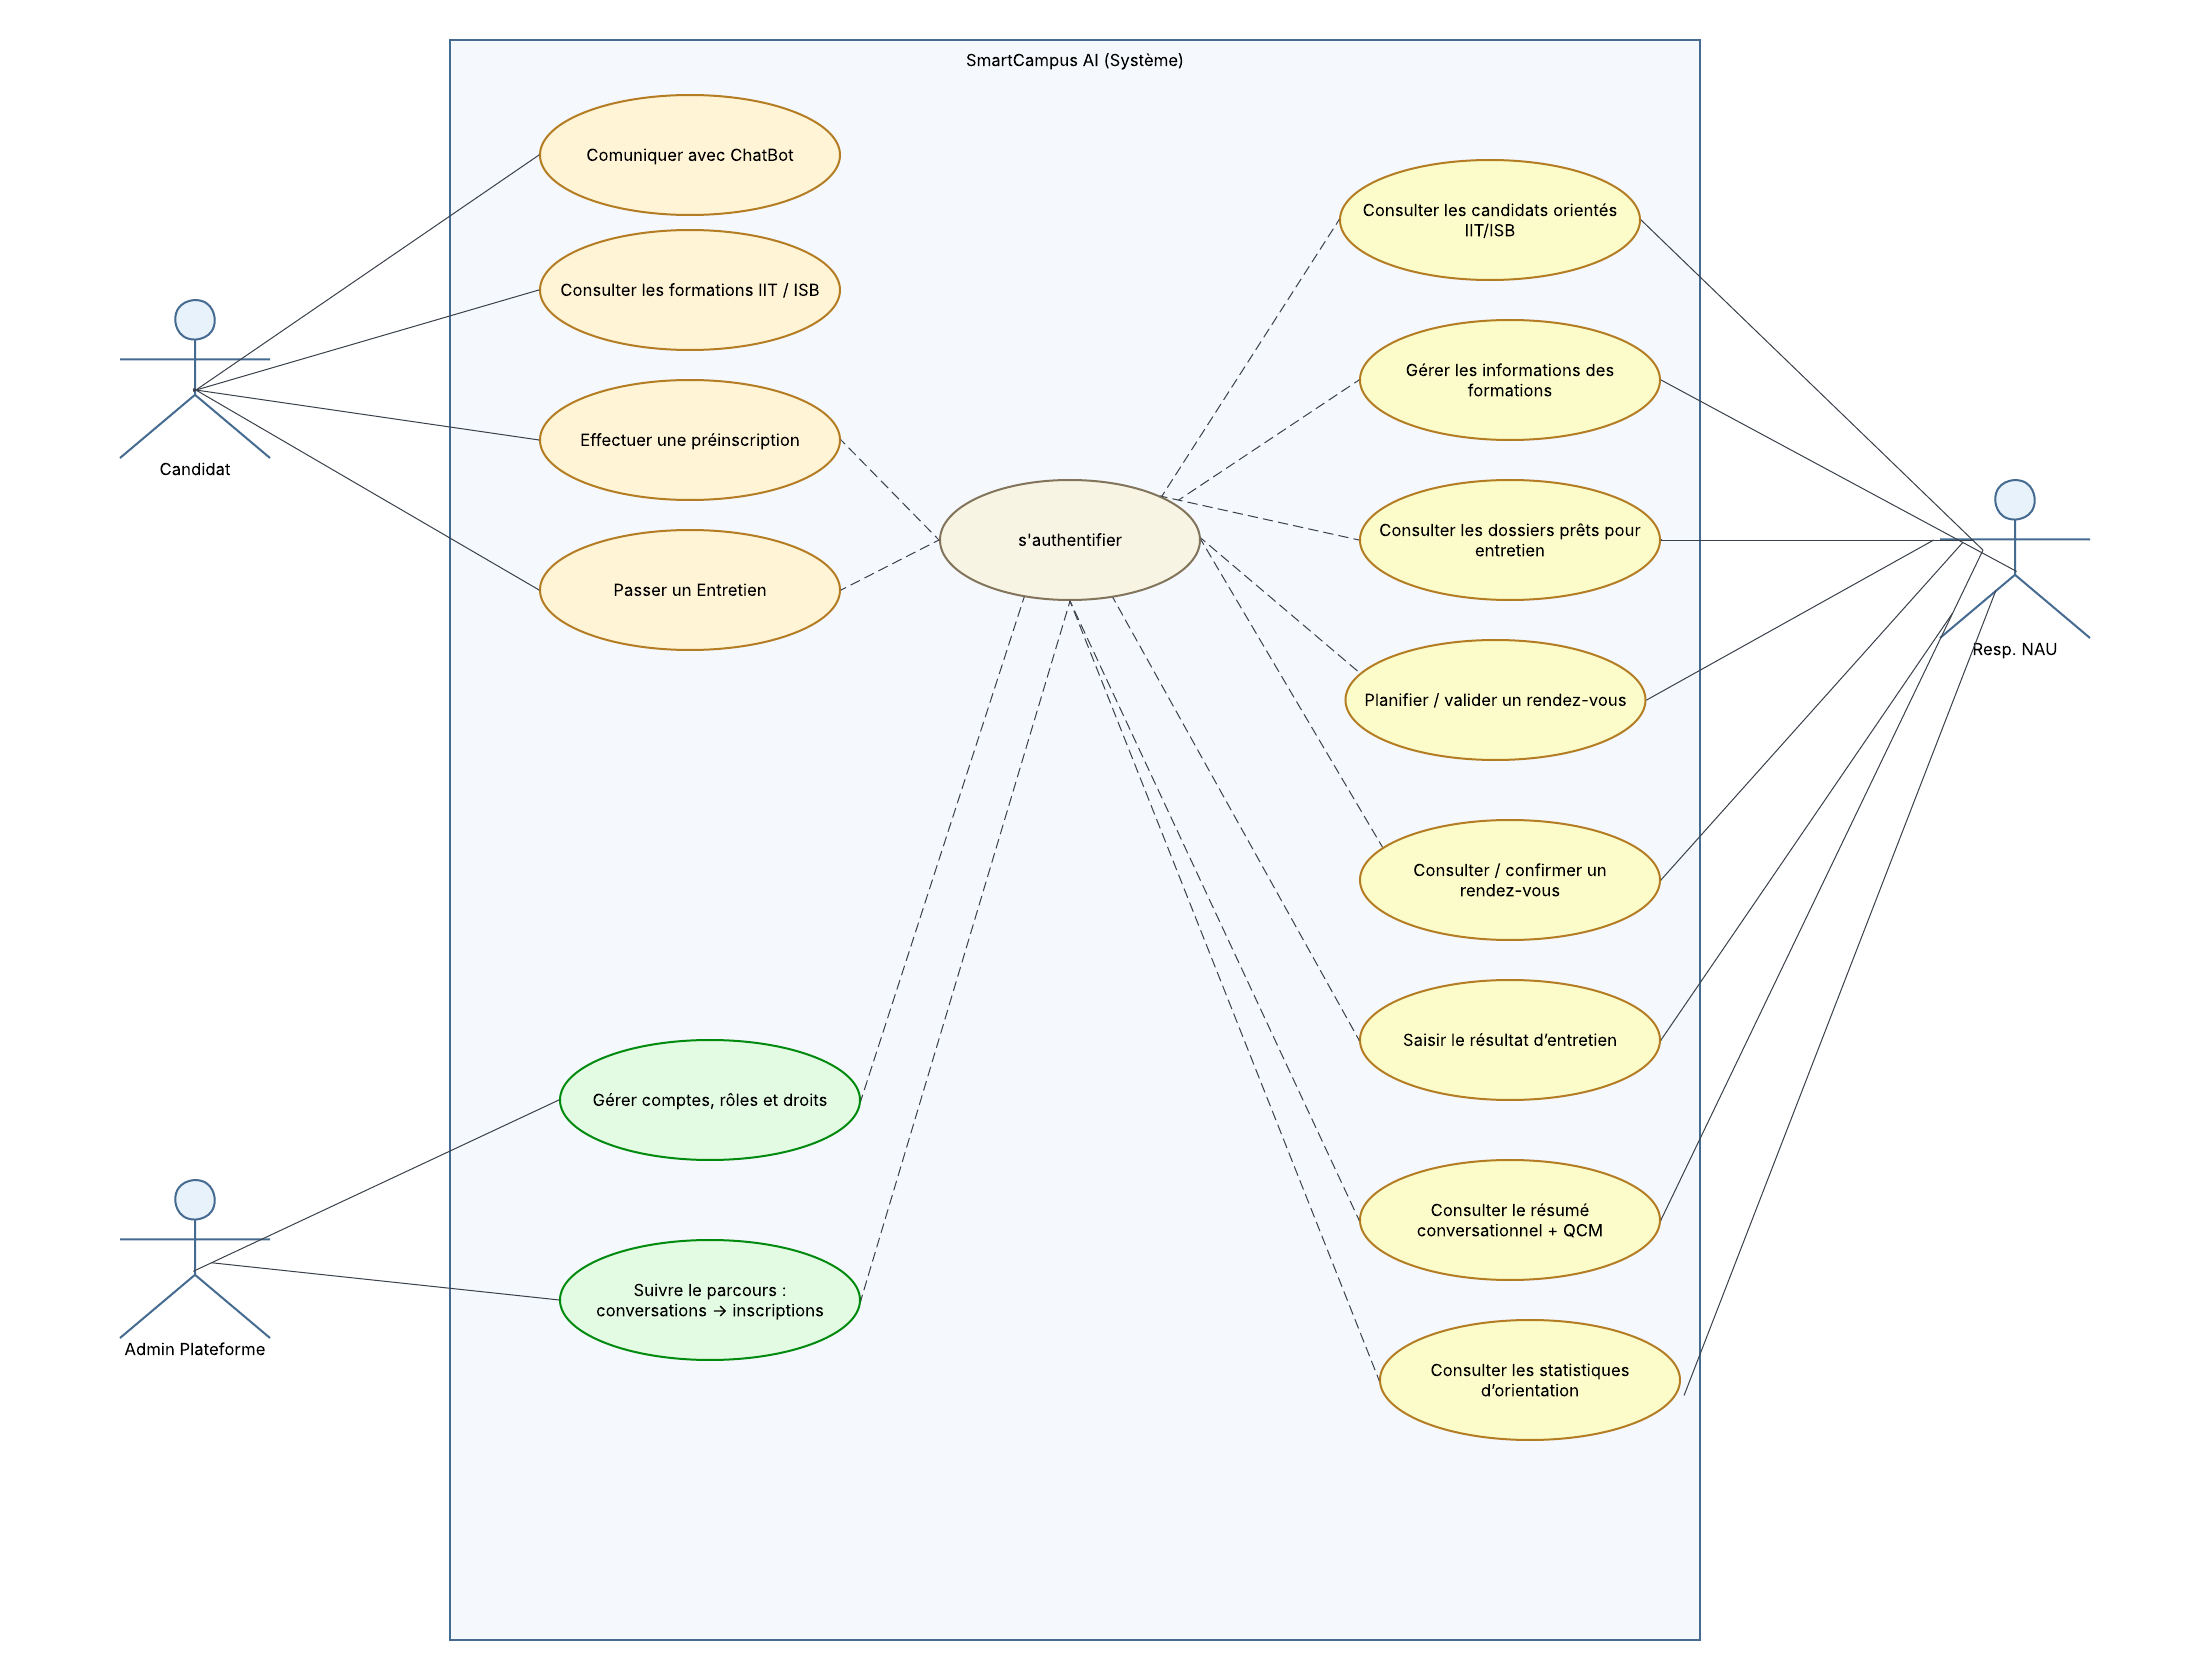 SmartCampus AI (Système)
Comuniquer avec ChatBot
Consulter les formations IIT / ISB
Effectuer une préinscription
Passer un Entretien
Candidat
s'authentifier
Consulter les candidats orientés
IIT/ISB
Gérer les informations des
formations
Consulter les dossiers prêts pour
entretien
Planifier / valider un rendez-vous
Consulter / confirmer un
rendez-vous
Saisir le résultat d’entretien
Consulter le résumé
conversationnel + QCM
Consulter les statistiques
d’orientation
Resp. NAU
Gérer comptes, rôles et droits
Suivre le parcours :
conversations → inscriptions
Admin Plateforme